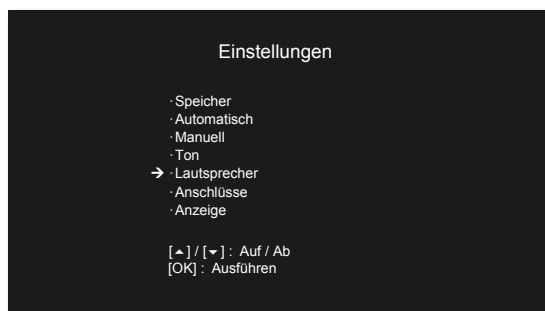 Einstellungen
·Speicher
·Automatisch
·Manuell
·Ton
➔ ·Lautsprecher
·Anschlüsse
·Anzeige
[▲] / [▼] : Auf / Ab
[OK] : Ausführen